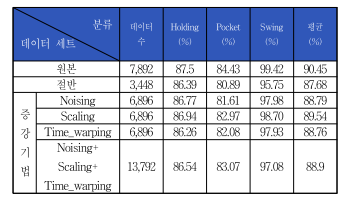 분류
데이터 세트
데이터 수
Holding (%)
Pocket (%)
Swing (%)
평균 (%)
원본 7,892 87.5 84.43 99.42 90.45
절반 3,448 86.39 80.89 95.75 87.68
증강기법
Noising 6,896 86.77 81.61 97.98 88.79
Scaling 6,896 86.94 82.97 98.70 89.54
Time_warping 6,896 86.26 82.08 97.93 88.76
Noising+
Scaling+ 13,792 86.54 83.07 97.08 88.9
Time_warping